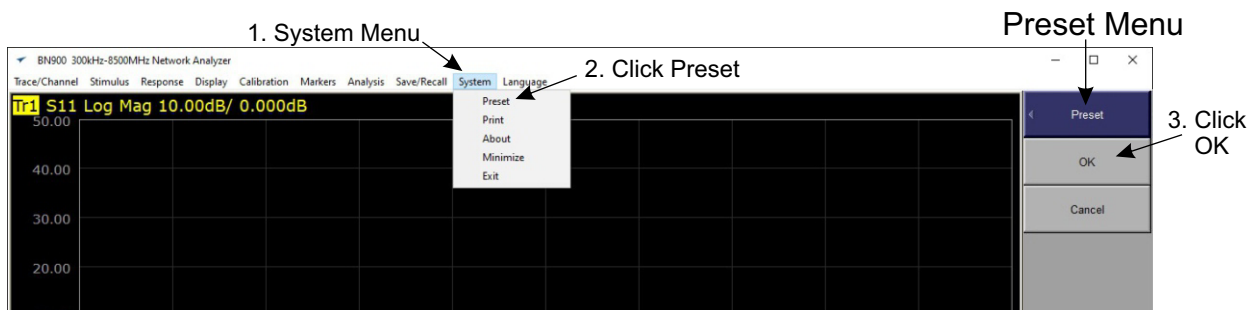 1. System Menu
Preset Menu
BN900 300kHz-8500MHz Network Analyzer
Trace/Channel Stimulus Response Display Calibration Markers Analysis Save/Recall System Language
2. Click Preset
Tr1 S11 Log Mag 10.00dB/ 0.000dB
Preset
Print
About
Minimize
Exit
Preset
OK
Cancel
3. Click
OK
50.00
40.00
30.00
20.00